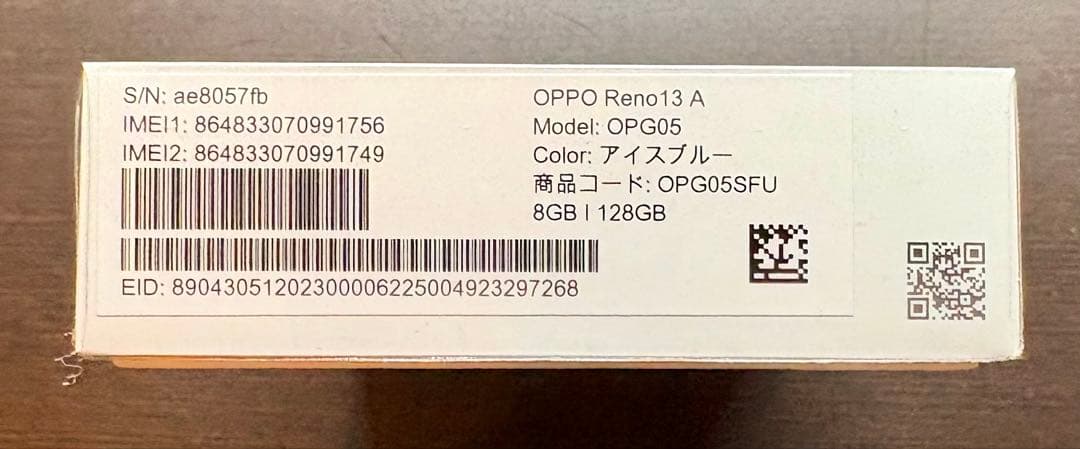 S/N: ae8057fb
IMEI1: 864833070991756
IMEI2: 864833070991749
EID: 89043051202300006225004923297268
OPPO Reno13 A
Model: OPG05
Color: アイスブルー
商品コード: OPG05SFU
8GB | 128GB